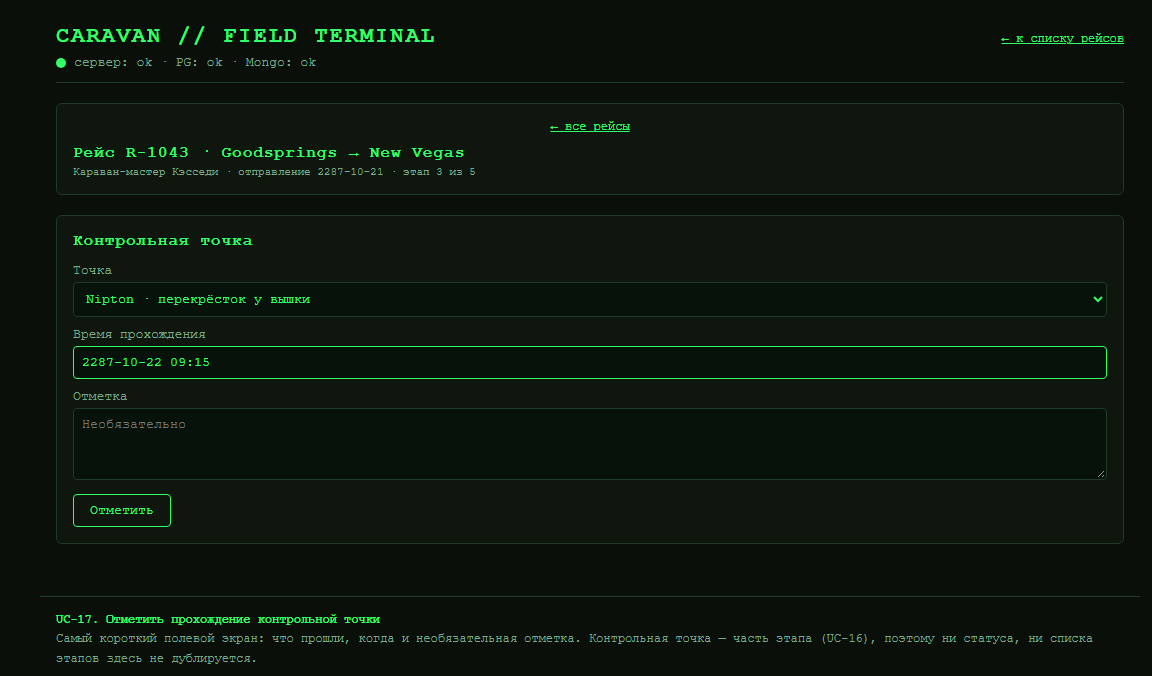 CARAVAN // FIELD TERMINAL
← к списку рейсов
сервер: ok · PG: ok · Mongo: ok
← все рейсы
Рейс R-1043 · Goodsprings → New Vegas
Караван-мастер Кэсседи · отправление 2287-10-21 · этап 3 из 5
Контрольная точка
Точка
Nipton · перекрёсток у вышки
Время прохождения
2287-10-22 09:15
Отметка
Необязательно
Отметить
UC-17. Отметить прохождение контрольной точки
Самый короткий полевой экран: что прошли, когда и необязательная отметка. Контрольная точка — часть этапа (UC-16), поэтому ни статуса, ни списка
этапов здесь не дублируется.